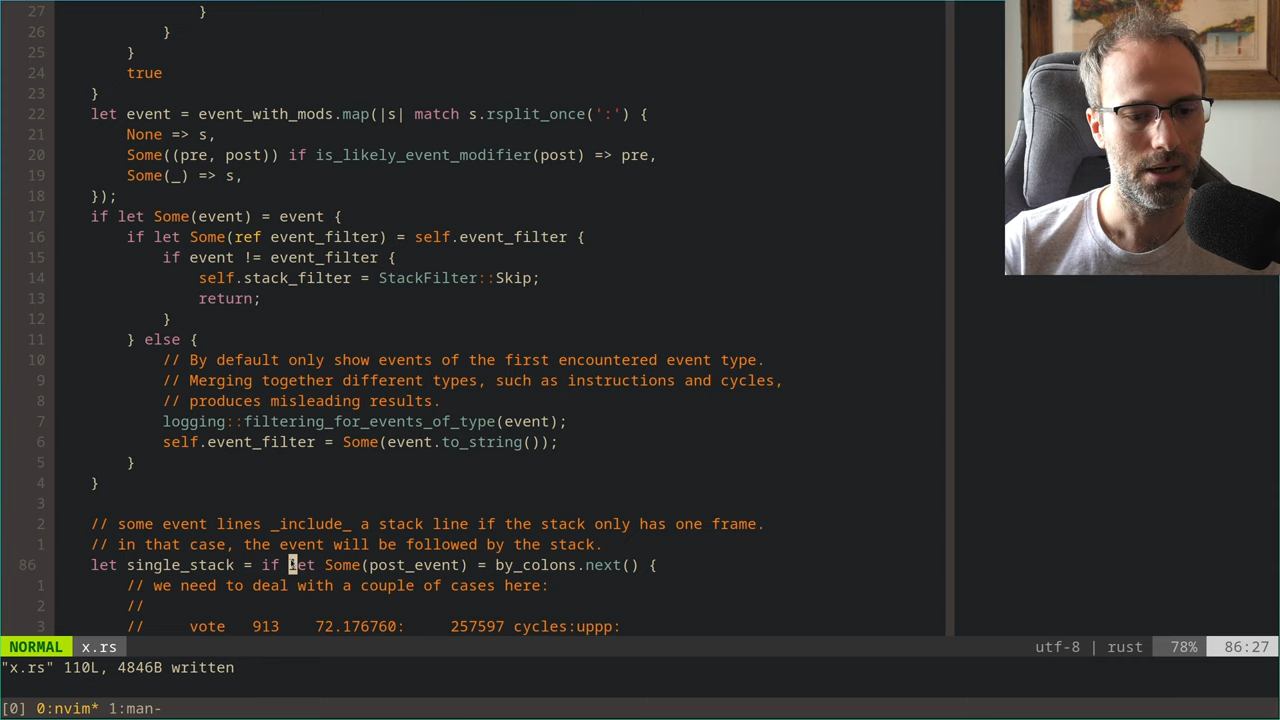 27                 }
26             }
25         }
24         true
23     }
22     let event = event_with_mods.map(|s| match s.rsplit_once(':') {
21         None => s,
20         Some((pre, post)) if is_likely_event_modifier(post) => pre,
19         Some(_) => s,
18     });
17     if let Some(event) = event {
16         if let Some(ref event_filter) = self.event_filter {
15             if event != event_filter {
14                 self.stack_filter = StackFilter::Skip;
13                 return;
12             }
11         } else {
10             // By default only show events of the first encountered event type.
9             // Merging together different types, such as instructions and cycles,
8             // produces misleading results.
7             logging::filtering_for_events_of_type(event);
6             self.event_filter = Some(event.to_string());
5         }
4     }
3
2     // some event lines _include_ a stack line if the stack only has one frame.
1     // in that case, the event will be followed by the stack.
86     let single_stack = if let Some(post_event) = by_colons.next() {
1         // we need to deal with a couple of cases here:
2         //
3         //     vote   913    72.176760:     257597 cycles:uppp:
NORMAL x.rs utf-8 | rust 78% 86:27
"x.rs" 110L, 4846B written
[0] 0:nvim* 1:man-